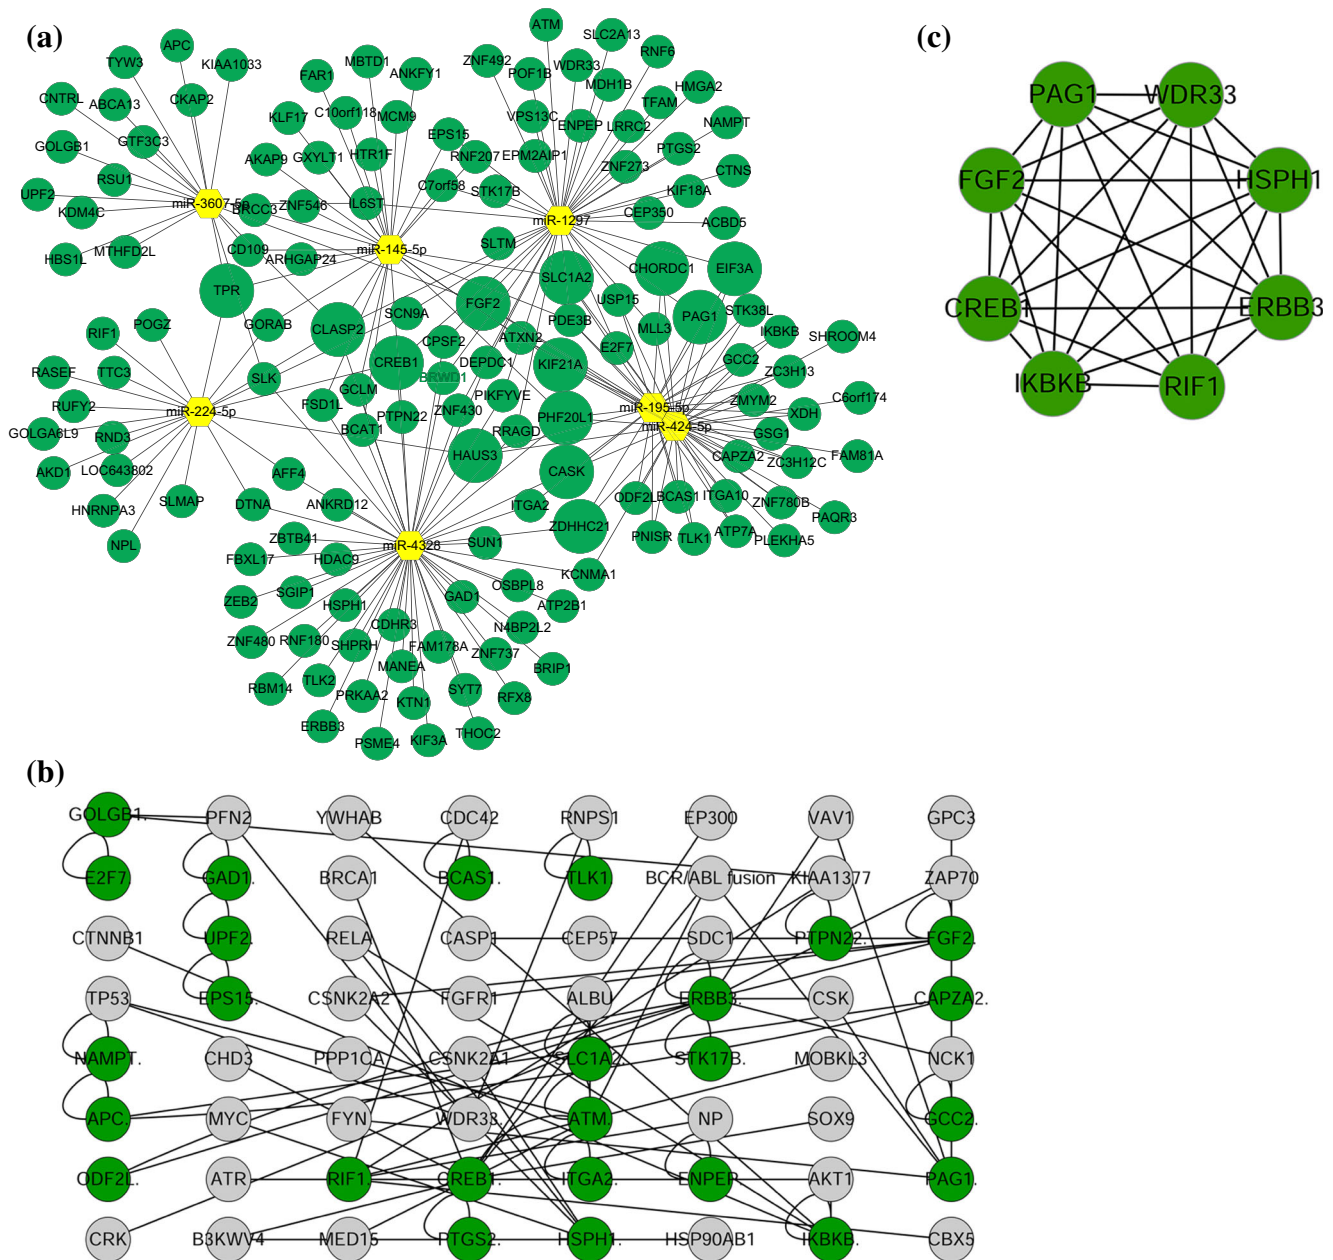 (a)
(c)
APC
TYW3
KIAA1033
CNTRL
ABCA13
CKAP2
GOLGB1
GTF3C3
RSU1
UPF2
KDM4C
miR-3607-5p
HBS1L
MTHFD2L
BRCC3
CD109
TPR
FAR1
MBTD1
ANKFY1
KLF17
C10orf118
MCM9
AKAP9
GXYLT1
HTR1F
EPS15
RNF207
C7orf58
ZNF546
IL6ST
STK17B
ARHGAP24
miR-145-5p
SLTM
ATM
SLC2A13
ZNF492
POF1B
WDR33
RNF6
MDH1B
HMGA2
VPS13C
TFAM
ENPEP
LRRC2
NAMPT
EPM2AIP1
PTGS2
ZNF273
CTNS
KIF18A
miR-1297
CEP350
ACBD5
SLC1A2
CHORDC1
EIF3A
FGF2
USP15
PAG1
STK38L
PDE3B
MLL3
IKBKB
SHROOM4
E2F7
GCC2
ZC3H13
CLASP2
SCN9A
GORAB
CPSF2
ATXN2
CREB1
DEPDC1
KIF21A
BRWD1
RIF1
POGZ
RASEF
TTC3
SLK
GCLM
PIKFYVE
RUFY2
miR-224-5p
FSD1L
PTPN22
ZNF430
PHF20L1
miR-195-5p
miR-424-5p
ZMYM2
C6orf174
XDH
GOLGA6L9
RND3
BCAT1
RRAGD
GSG1
AKD1
LOC643802
HAUS3
CASK
CAPZA2
ZC3H12C
FAM81A
AFF4
HNRNPA3
SLMAP
DTNA
ANKRD12
ITGA2
ODF2L
BCAS1
ITGA10
ZNF780B
PAQR3
NPL
ZDHHC21
PNISR
TLK1
ATP7A
PLEKHA5
ZBTB41
miR-4328
SUN1
FBXL17
HDAC9
KCNMA1
SGIP1
OSBPL8
ZEB2
HSPH1
GAD1
ATP2B1
ZNF480
RNF180
CDHR3
N4BP2L2
SHPRH
FAM178A
ZNF737
MANEA
BRIP1
RBM14
TLK2
PRKAA2
KTN1
SYT7
RFX8
ERBB3
PSME4
KIF3A
THOC2
PAG1
WDR33
FGF2
HSPH1
CREB1
ERBB3
IKBKB
RIF1
(b)
GOLGB1. PFN2 YWHAB CDC42 RNPS1 EP300 VAV1 GPC3
E2F7. GAD1. BRCA1 BCAS1. TLK1. BCR/ABL fusion KIAA1377 ZAP70
CTNNB1 UPF2. RELA CASP1 CEP57 SDC1 PTPN22. FGF2.
TP53 EPS15. CSNK2A2 FGFR1 ALBU ERBB3. CSK CAPZA2.
NAMPT. CHD3 PPP1CA CSNK2A1 SLC1A2. STK17B. MOBKL3 NCK1
APC. MYC FYN WDR33. ATM. NP SOX9 GCC2.
ODF2L. ATR RIF1. CREB1. ITGA2. ENPEP. AKT1 PAG1.
CRK B3KWV4 MED15 PTGS2. HSPH1. HSP90AB1 IKBKB. CBX5